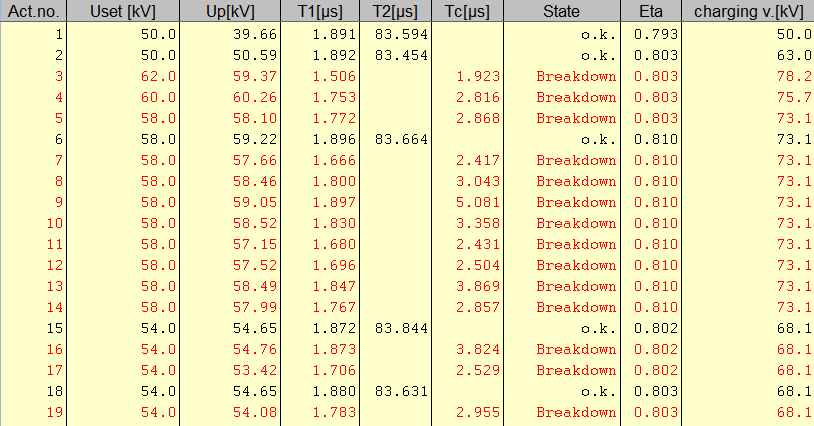 Act.no. Uset [kV] Up[kV] T1[µs] T2[µs] Tc[µs] State Eta charging v.[kV]
1 50.0 39.66 1.891 83.594 o.k. 0.793 50.0
2 50.0 50.59 1.892 83.454 o.k. 0.803 63.0
3 62.0 59.37 1.506 1.923 Breakdown 0.803 78.2
4 60.0 60.26 1.753 2.816 Breakdown 0.803 75.7
5 58.0 58.10 1.772 2.868 Breakdown 0.803 73.1
6 58.0 59.22 1.896 83.664 o.k. 0.810 73.1
7 58.0 57.66 1.666 2.417 Breakdown 0.810 73.1
8 58.0 58.46 1.800 3.043 Breakdown 0.810 73.1
9 58.0 59.05 1.897 5.081 Breakdown 0.810 73.1
10 58.0 58.52 1.830 3.358 Breakdown 0.810 73.1
11 58.0 57.15 1.680 2.431 Breakdown 0.810 73.1
12 58.0 57.52 1.696 2.504 Breakdown 0.810 73.1
13 58.0 58.49 1.847 3.869 Breakdown 0.810 73.1
14 58.0 57.99 1.767 2.857 Breakdown 0.810 73.1
15 54.0 54.65 1.872 83.844 o.k. 0.802 68.1
16 54.0 54.76 1.873 3.824 Breakdown 0.802 68.1
17 54.0 53.42 1.706 2.529 Breakdown 0.802 68.1
18 54.0 54.65 1.880 83.631 o.k. 0.803 68.1
19 54.0 54.08 1.783 2.955 Breakdown 0.803 68.1